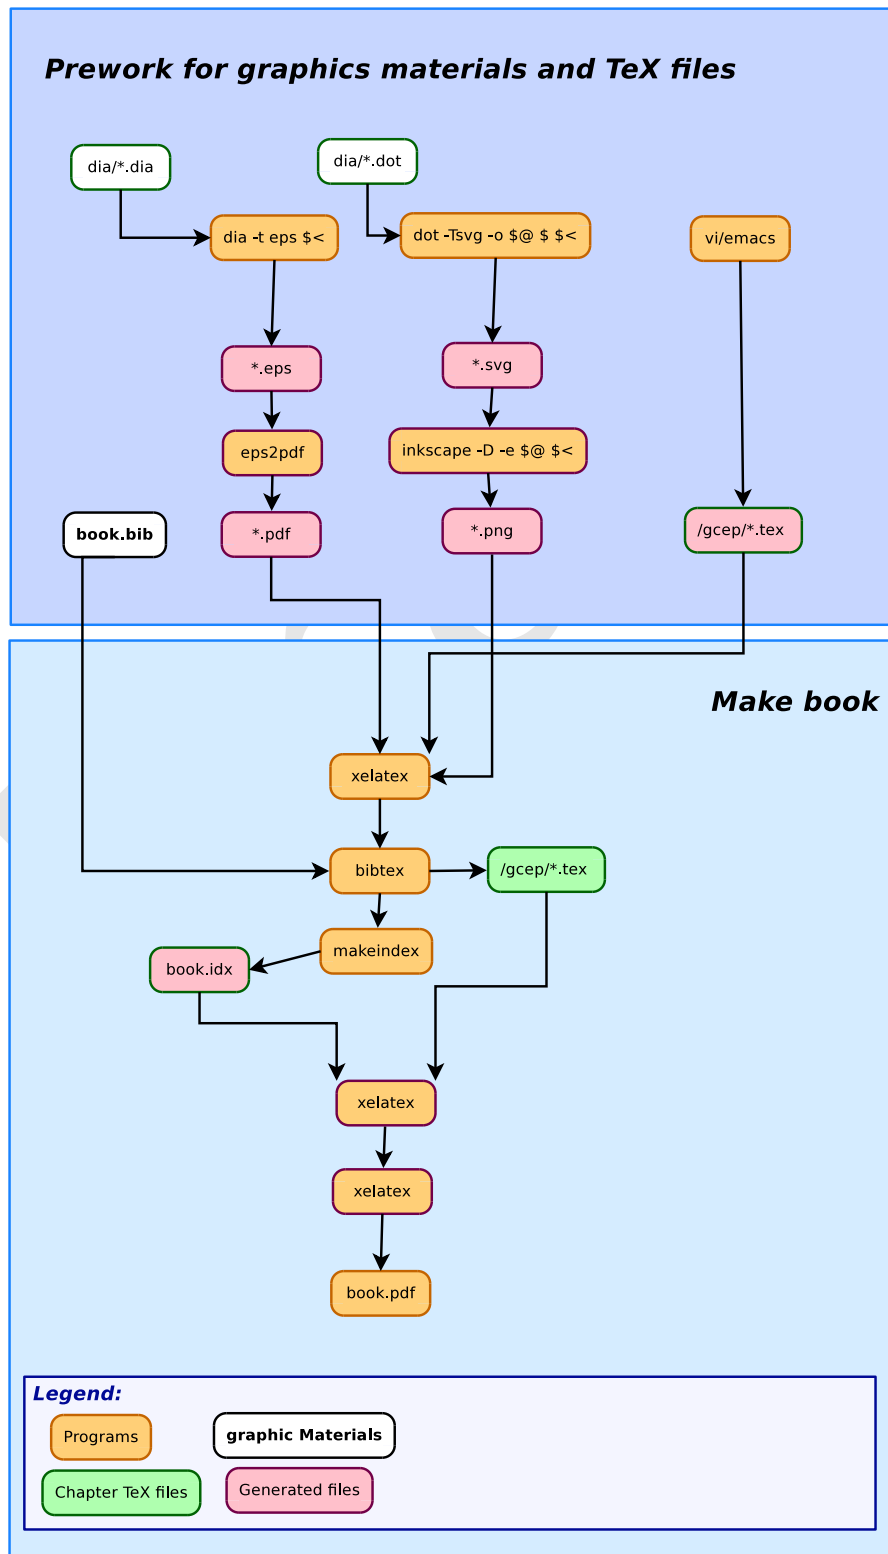 Prework for graphics materials and TeX files
dia/*.dia
dia/*.dot
dia -t eps $<
dot -Tsvg -o $@ $ $<
vi/emacs
*.eps
*.svg
eps2pdf
inkscape -D -e $@ $<
book.bib
*.pdf
*.png
/gcep/*.tex
Make book
xelatex
bibtex
/gcep/*.tex
makeindex
book.idx
xelatex
xelatex
book.pdf
Legend:
Programs
graphic Materials
Chapter TeX files
Generated files